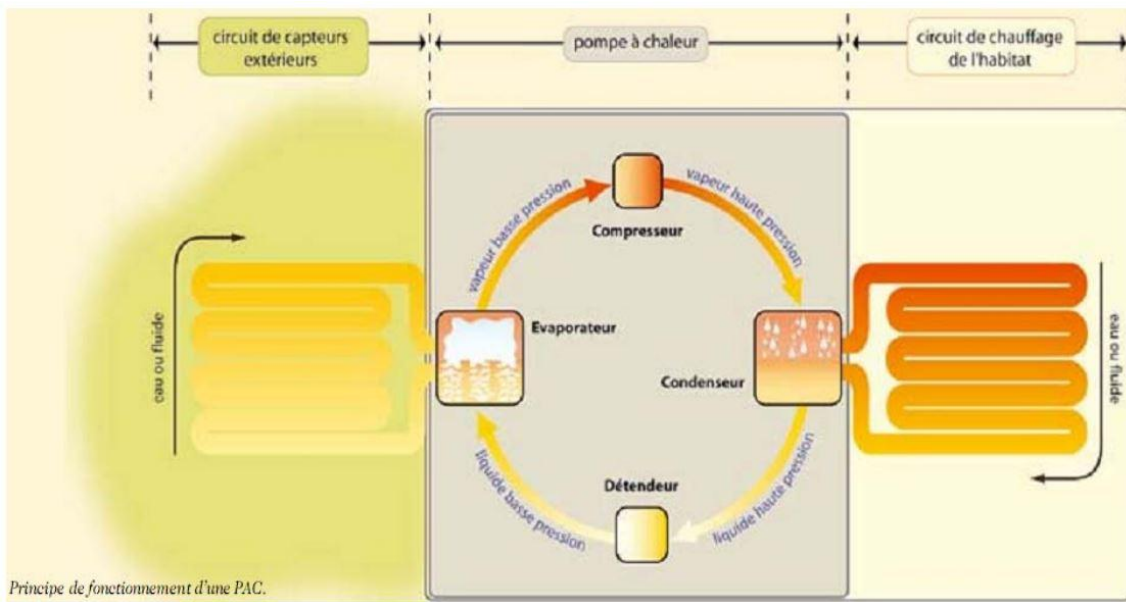 circuit de capteurs
extérieurs
pompe à chaleur
circuit de chauffage
de l'habitat
vapeur basse pression
vapeur haute pression
Compresseur
eau ou fluide
Evaporateur
Condenseur
eau ou fluide
Détendeur
liquide basse pression
liquide haute pression
Principe de fonctionnement d'une PAC.